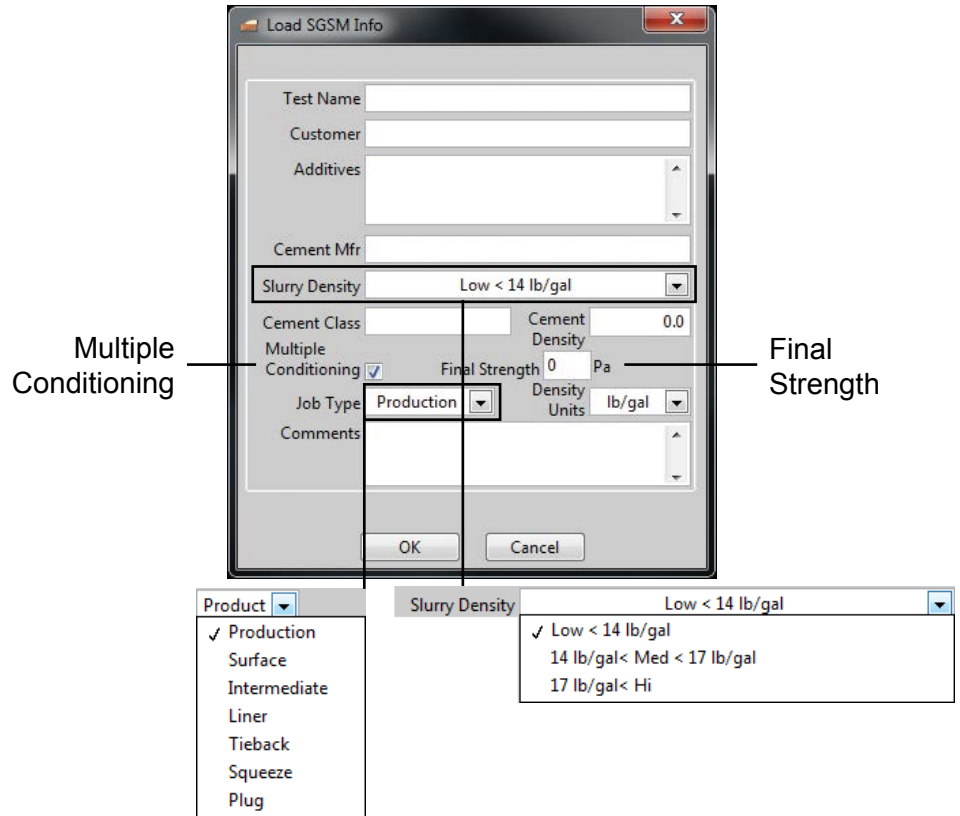 Load SGSM Info
x
Test Name
Customer
Additives
Cement Mfr
Slurry Density Low < 14 lb/gal
Cement Class Cement Density 0.0
Multiple Conditioning Final Strength 0 Pa
Job Type Production Density Units lb/gal
Comments
OK Cancel
Multiple Conditioning
Final Strength
Product
✓ Production
Surface
Intermediate
Liner
Tieback
Squeeze
Plug
Slurry Density Low < 14 lb/gal
✓ Low < 14 lb/gal
14 lb/gal< Med < 17 lb/gal
17 lb/gal< Hi